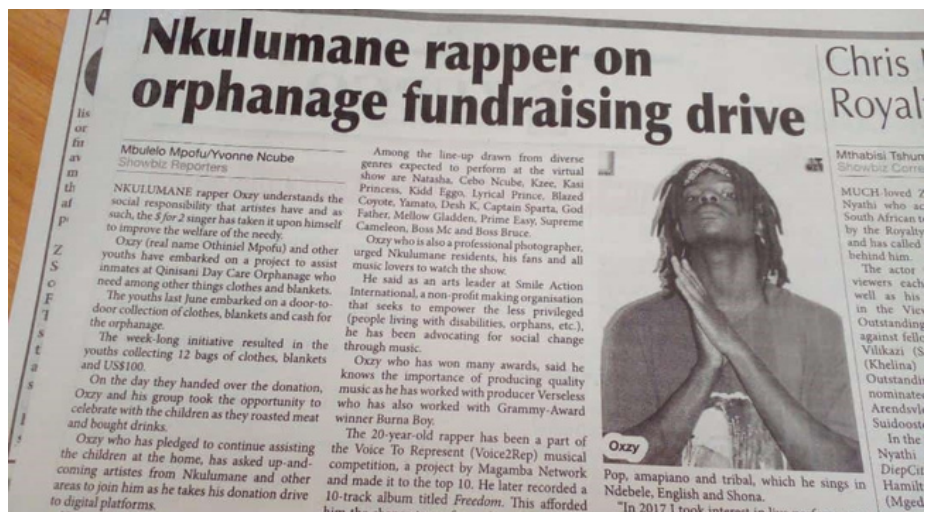 Nkulumane rapper on
orphanage fundraising drive
Mbulelo Mpofu/Yvonne Ncube
Showbiz Reporters
NKULUMANE rapper Oxzy understands the
social responsibility that artistes have and as
such, the $ for 2 singer has taken it upon himself
to improve the welfare of the needy.
Oxzy (real name Othiniel Mpofu) and other
youths have embarked on a project to assist
inmates at Qinisani Day Care Orphanage who
need among other things clothes and blankets.
The youths last June embarked on a door-to-
door collection of clothes, blankets and cash for
the orphanage.
The week-long initiative resulted in the
youths collecting 12 bags of clothes, blankets
and US$100.
On the day they handed over the donation,
Oxzy and his group took the opportunity to
celebrate with the children as they roasted meat
and bought drinks.
Oxzy who has pledged to continue assisting
the children at the home, has asked up-and-
coming artistes from Nkulumane and other
areas to join him as he takes his donation drive
to digital platforms.
Among the line-up drawn from diverse
genres expected to perform at the virtual
show are Natasha, Cebo Ncube, Kzee, Kasi
Princess, Kidd Eggo, Lyrical Prince, Blazed
Coyote, Yamato, Desh K, Captain Sparta, God
Father, Mellow Gladden, Prime Easy, Supreme
Cameleon, Boss Mc and Boss Bruce.
Oxzy who is also a professional photographer,
urged Nkulumane residents, his fans and all
music lovers to watch the show.
He said as an arts leader at Smile Action
International, a non-profit making organisation
that seeks to empower the less privileged
(people living with disabilities, orphans, etc.),
he has been advocating for social change
through music.
Oxzy who has won many awards, said he
knows the importance of producing quality
music as he has worked with producer Verseless
who has also worked with Grammy-Award
winner Burna Boy.
The 20-year-old rapper has been a part of
the Voice To Represent (Voice2Rep) musical
competition, a project by Magamba Network
and made it to the top 10. He later recorded a
10-track album titled Freedom. This afforded
Oxzy
Pop, amapiano and tribal, which he sings in
Ndebele, English and Shona.
"In 2017 I took interest in
Chris
Royal
Mthabisi Tshun
Showbiz Corre
MUCH loved Z
Nyathi who ac
South African t
by the Royalty
and has called
behind him.
The actor
viewers each
well as his
in the View
Outstanding
against fello
Vilikazi (S
(Khelina)
Outstandi
nominate
Arendsvl
Suidooste
In the
Nyathi
DiepCit
Hamilt
(Mged